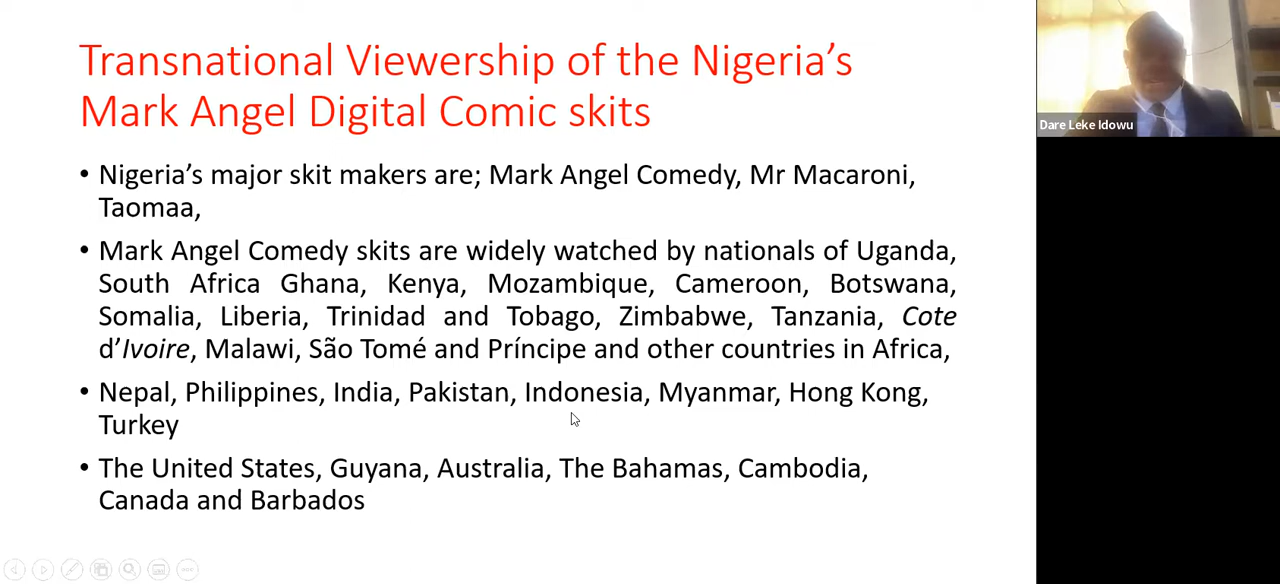 Transnational Viewership of the Nigeria's
Mark Angel Digital Comic skits
• Nigeria's major skit makers are; Mark Angel Comedy, Mr Macaroni,
Taomaa,
• Mark Angel Comedy skits are widely watched by nationals of Uganda,
South Africa Ghana, Kenya, Mozambique, Cameroon, Botswana,
Somalia, Liberia, Trinidad and Tobago, Zimbabwe, Tanzania, Cote
d'Ivoire, Malawi, São Tomé and Príncipe and other countries in Africa,
• Nepal, Philippines, India, Pakistan, Indonesia, Myanmar, Hong Kong,
Turkey
• The United States, Guyana, Australia, The Bahamas, Cambodia,
Canada and Barbados
Dare Leke Idowu